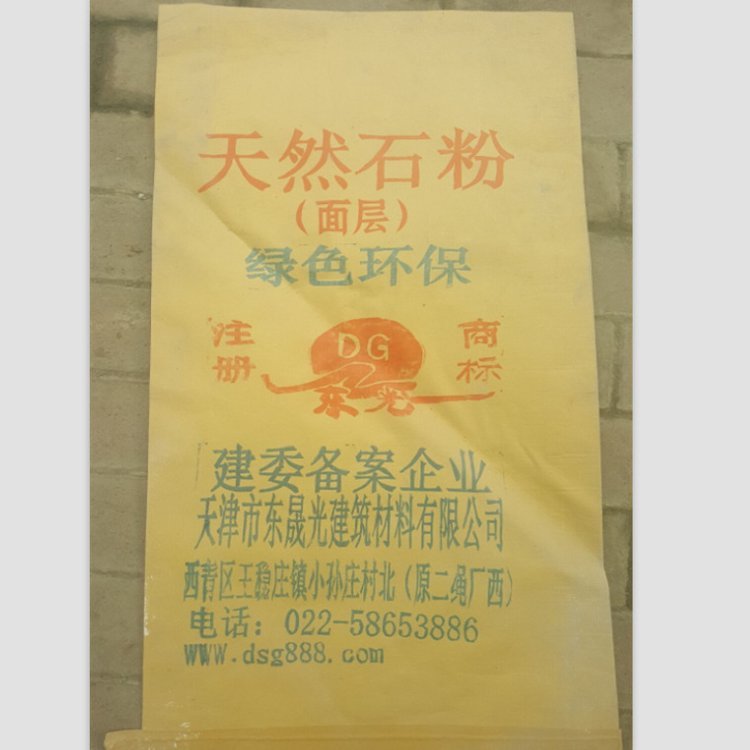 天然石粉
（面层）
绿色环保
注册 商标
DG
东光
建委备案企业
天津市东晟光建筑材料有限公司
西青区王稳庄镇小孙庄村北（原二绳厂西）
电话：022-58653886
WWW.dsg888.com